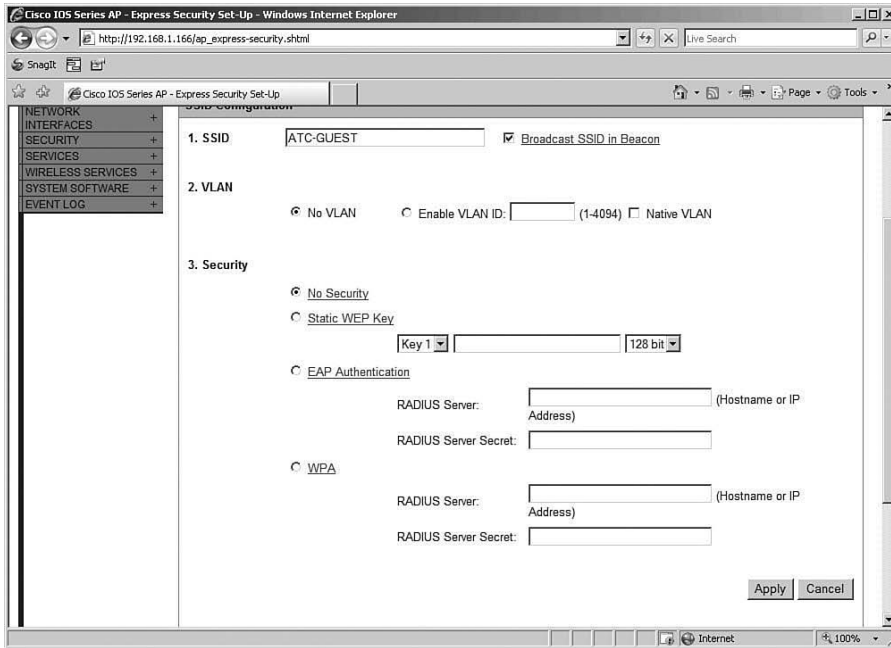 Cisco IOS Series AP - Express Security Set-Up - Windows Internet Explorer
http://192.168.1.166/ap_express-security.shtml
Live Search
SnagIt
Cisco IOS Series AP - Express Security Set-Up
Page
Tools
SSID Configuration
NETWORK
INTERFACES +
SECURITY +
SERVICES +
WIRELESS SERVICES +
SYSTEM SOFTWARE +
EVENT LOG +
1. SSID ATC-GUEST Broadcast SSID in Beacon
2. VLAN
No VLAN Enable VLAN ID: (1-4094) Native VLAN
3. Security
No Security
Static WEP Key
Key 1 128 bit
EAP Authentication
RADIUS Server: (Hostname or IP
Address)
RADIUS Server Secret:
WPA
RADIUS Server: (Hostname or IP
Address)
RADIUS Server Secret:
Apply Cancel
Internet 100%